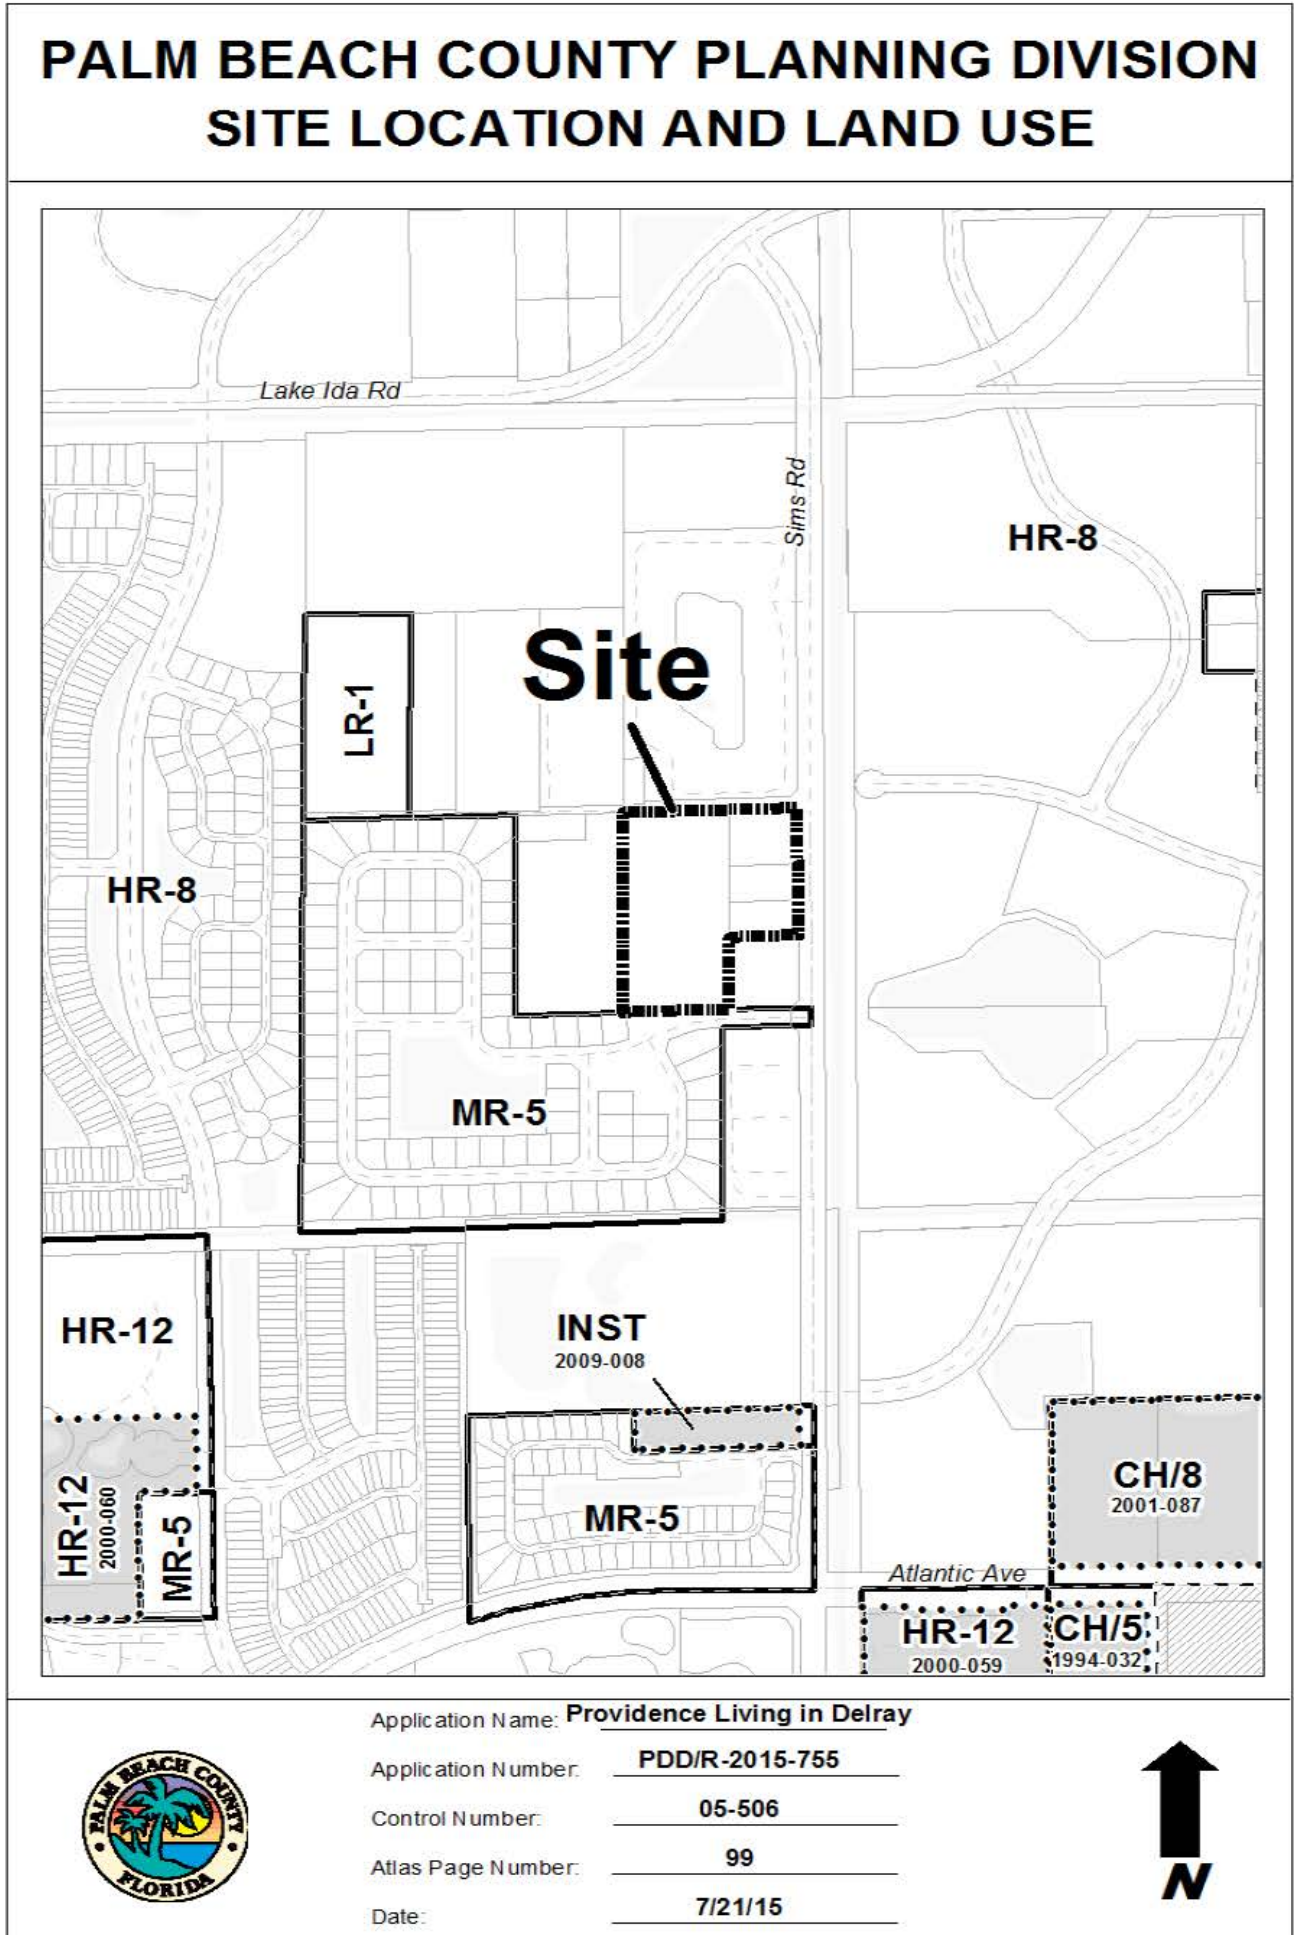 PALM BEACH COUNTY PLANNING DIVISION
SITE LOCATION AND LAND USE
Lake Ida Rd
Sims Rd
HR-8
Site
LR-1
HR-8
MR-5
HR-12
INST
2009-008
CH/8
2001-087
HR-12
2000-060
MR-5
MR-5
Atlantic Ave
HR-12
2000-059
CH/5
1994-032
Application Name: Providence Living in Delray
Application Number: PDD/R-2015-755
Control Number: 05-506
Atlas Page Number: 99
Date: 7/21/15
PALM BEACH COUNTY
FLORIDA
N